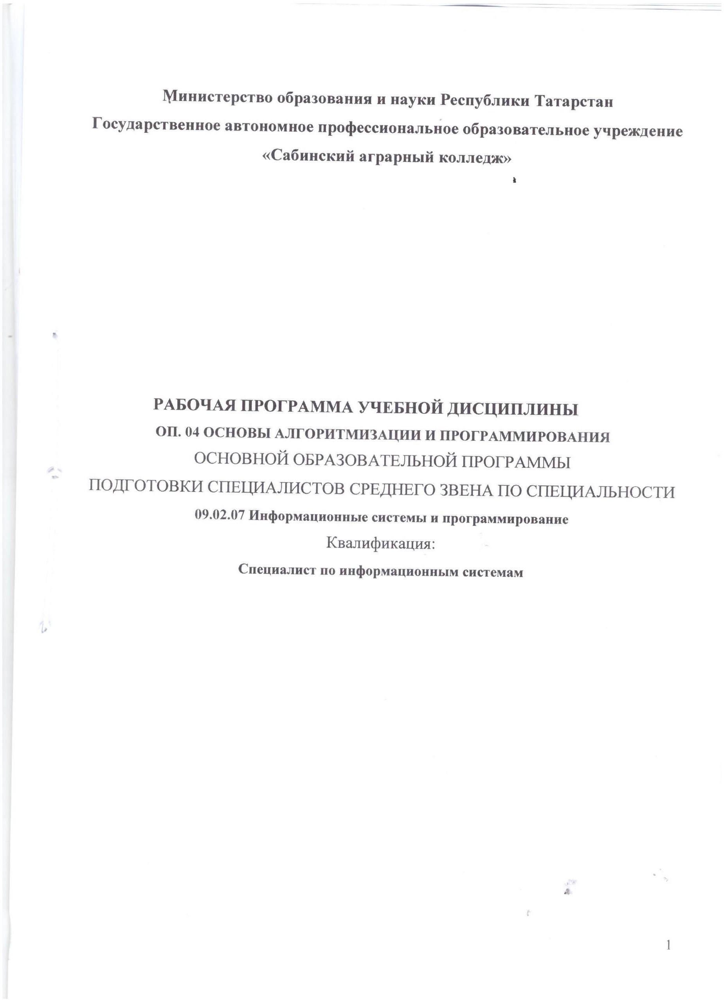 Министерство образования и науки Республики Татарстан
Государственное автономное профессиональное образовательное учреждение
«Сабинский аграрный колледж»
РАБОЧАЯ ПРОГРАММА УЧЕБНОЙ ДИСЦИПЛИНЫ
ОП. 04 ОСНОВЫ АЛГОРИТМИЗАЦИИ И ПРОГРАММИРОВАНИЯ
ОСНОВНОЙ ОБРАЗОВАТЕЛЬНОЙ ПРОГРАММЫ
ПОДГОТОВКИ СПЕЦИАЛИСТОВ СРЕДНЕГО ЗВЕНА ПО СПЕЦИАЛЬНОСТИ
09.02.07 Информационные системы и программирование
Квалификация:
Специалист по информационным системам
1